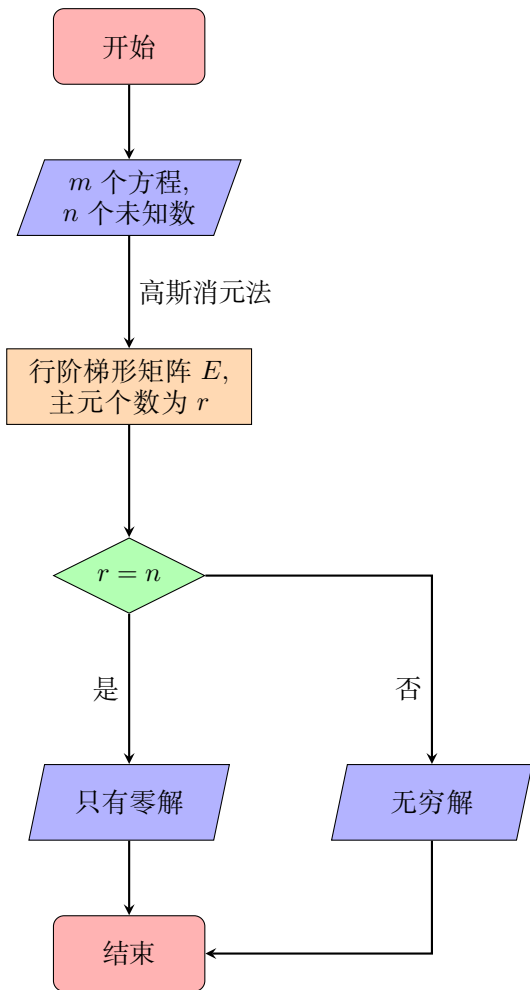 开始
m 个方程,
n 个未知数
高斯消元法
行阶梯形矩阵 E,
主元个数为 r
r = n
是
否
只有零解
无穷解
结束